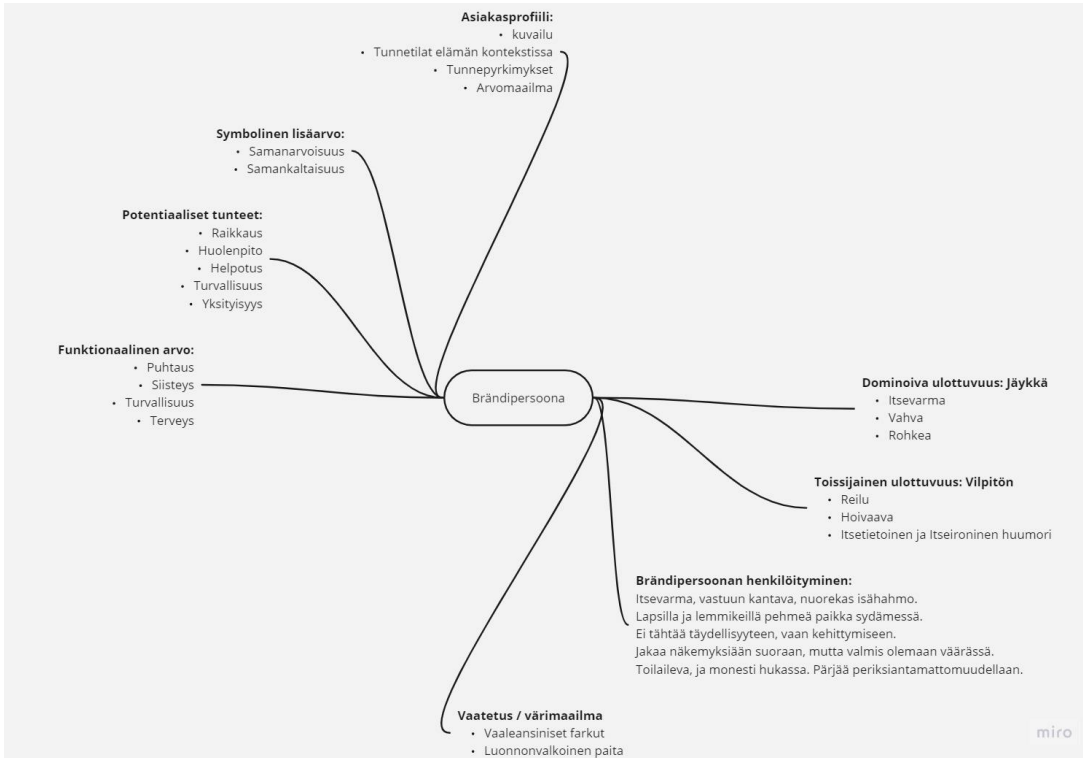 Asiakasprofiili:
• kuvailu
• Tunnetilat elämän kontekstissa
• Tunnepyrkimykset
• Arvomaailma
Symbolinen lisäarvo:
• Samanarvoisuus
• Samankaltaisuus
Potentiaaliset tunteet:
• Raikkaus
• Huolenpito
• Helpotus
• Turvallisuus
• Yksityisyys
Funktionaalinen arvo:
• Puhtaus
• Siisteys
• Turvallisuus
• Terveys
Brändipersoona
Dominoiva ulottuvuus: Jäykkä
• Itsevarma
• Vahva
• Rohkea
Toissijainen ulottuvuus: Vilpitön
• Reilu
• Hoivaava
• Itsetietoinen ja Itseironinen huumori
Brändipersoonan henkilöityminen:
Itsevarma, vastuun kantava, nuorekas isähahmo.
Lapsilla ja lemmikeillä pehmeä paikka sydämessä.
Ei tähtää täydellisyyteen, vaan kehittymiseen.
Jakaa näkemyksiään suoraan, mutta valmis olemaan väärässä.
Toilaileva, ja monesti hukassa. Pärjää periksiantamattomuudellaan.
Vaatetus / värimaailma
• Vaaleansiniset farkut
• Luonnonvalkoinen paita
miro